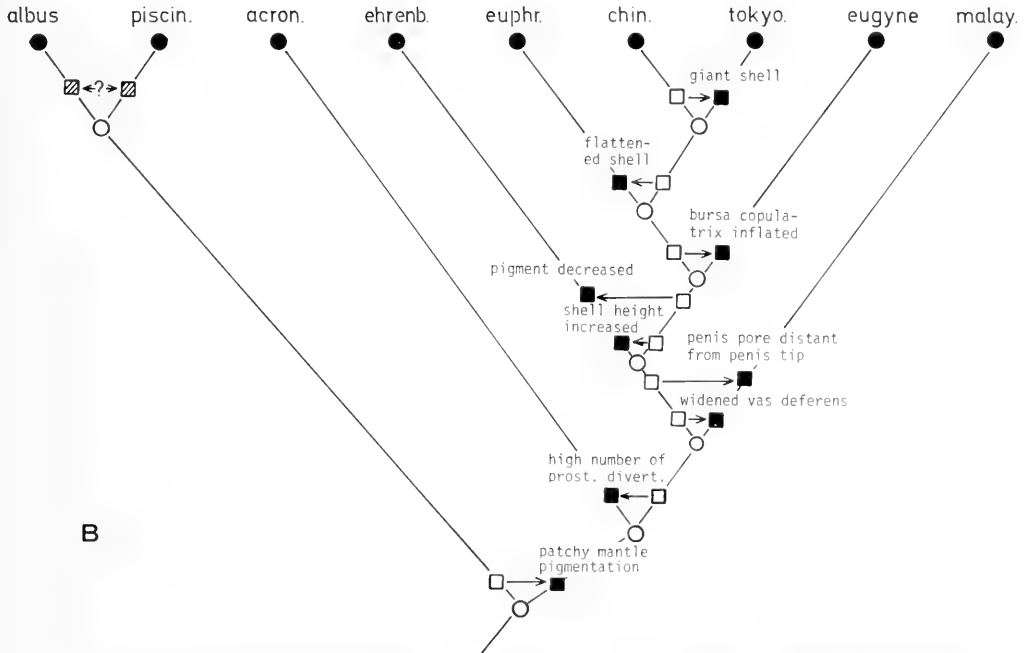 albus piscin. acron. ehrenb. euphr. chin. tokyo. eugyne malay.
giant shell
?
flatten-
ed shell
bursa copula-
trix inflated
pigment decreased
shell height
increased
penis pore distant
from penis tip
widened vas deferens
high number of
prost. divert.
B
patchy mantle
pigmentation